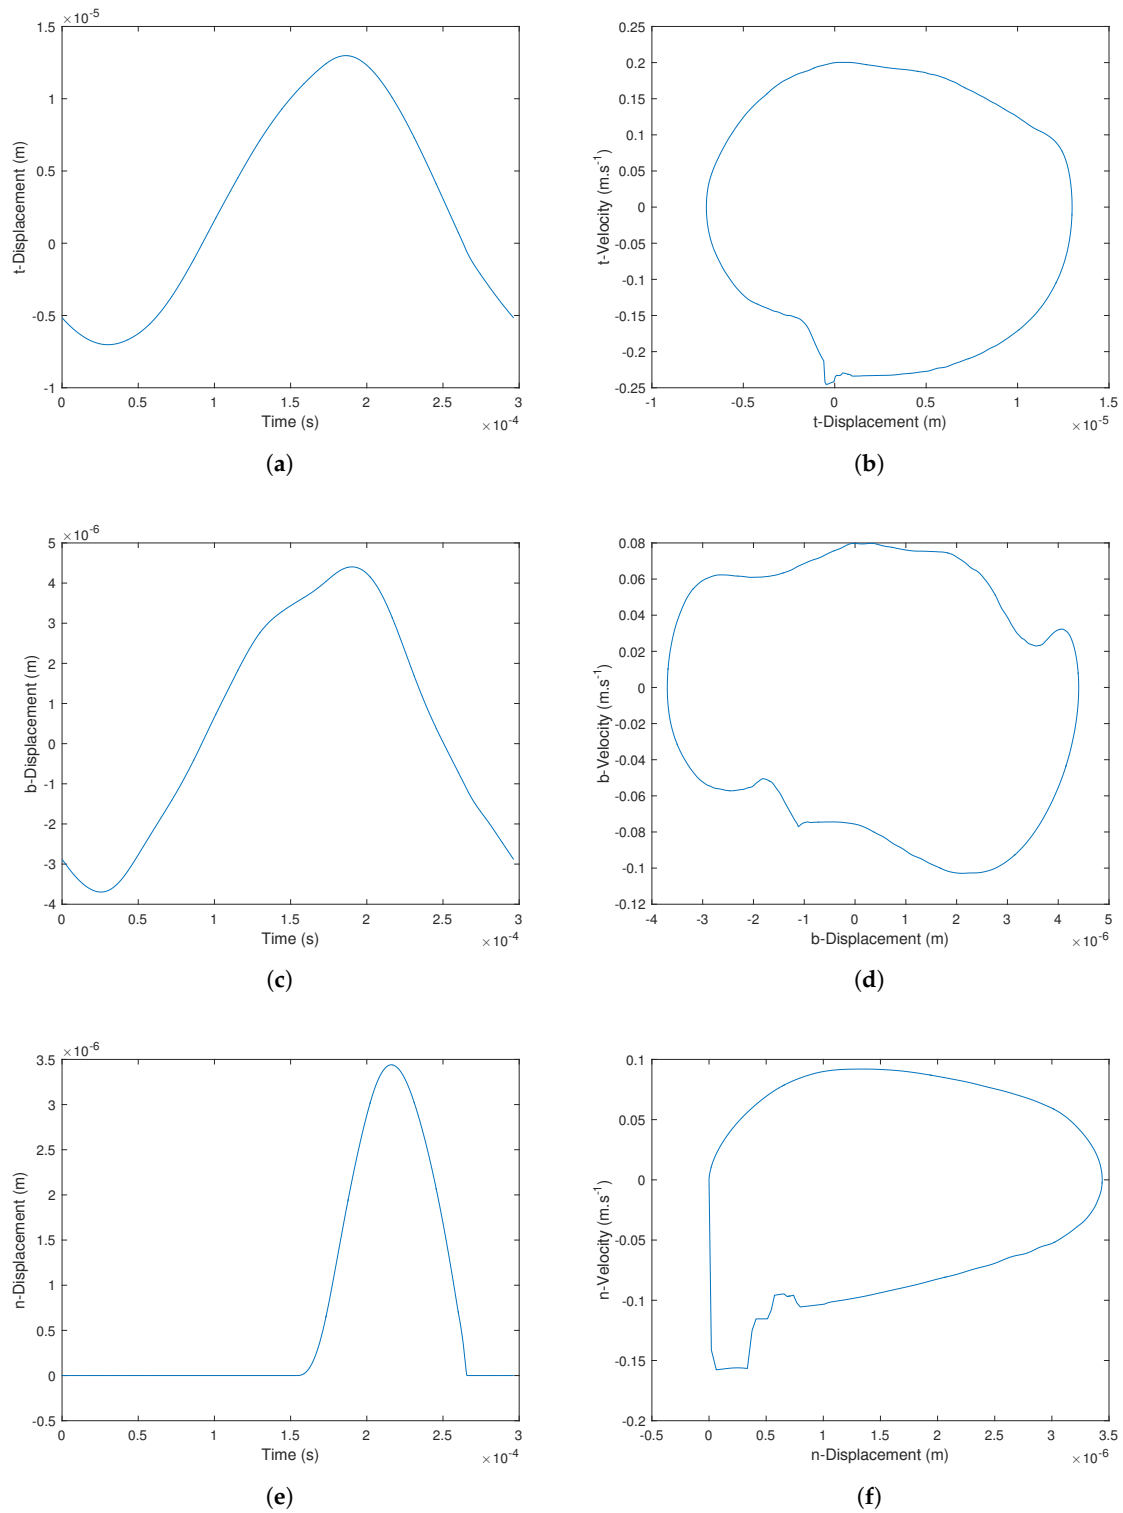 ×10⁻⁵
1.5
1
0.5
0
-0.5
-1
t-Displacement (m)
0 0.5 1 1.5 2 2.5 3
Time (s)
×10⁻⁴
(a)
0.25
0.2
0.15
0.1
0.05
0
-0.05
-0.1
-0.15
-0.2
-0.25
t-Velocity (m.s⁻¹)
-1 -0.5 0 0.5 1 1.5
t-Displacement (m)
×10⁻⁵
(b)
×10⁻⁶
5
4
3
2
1
0
-1
-2
-3
-4
b-Displacement (m)
0 0.5 1 1.5 2 2.5 3
Time (s)
×10⁻⁴
(c)
0.08
0.06
0.04
0.02
0
-0.02
-0.04
-0.06
-0.08
-0.1
-0.12
b-Velocity (m.s⁻¹)
-4 -3 -2 -1 0 1 2 3 4 5
b-Displacement (m)
×10⁻⁶
(d)
×10⁻⁶
3.5
3
2.5
2
1.5
1
0.5
0
-0.5
n-Displacement (m)
0 0.5 1 1.5 2 2.5 3
Time (s)
×10⁻⁴
(e)
0.1
0.05
0
-0.05
-0.1
-0.15
-0.2
n-Velocity (m.s⁻¹)
-0.5 0 0.5 1 1.5 2 2.5 3 3.5
n-Displacement (m)
×10⁻⁶
(f)